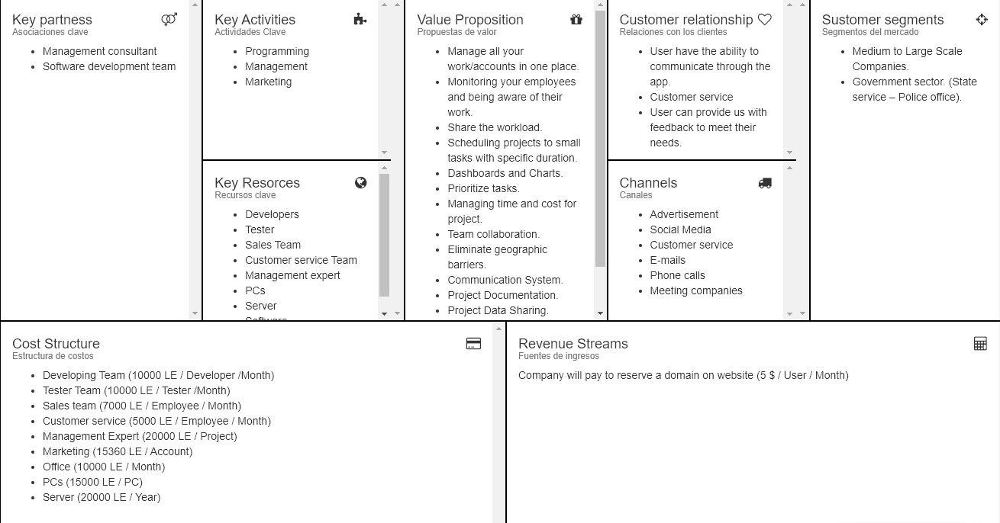 Key partness
Asociaciones clave
Management consultant
Software development team
Key Activities
Actividades Clave
Programming
Management
Marketing
Key Resorces
Recursos clave
Developers
Tester
Sales Team
Customer service Team
Management expert
PCs
Server
Software
Value Proposition
Propuestas de valor
Manage all your
work/accounts in one place.
Monitoring your employees
and being aware of their
work.
Share the workload.
Scheduling projects to small
tasks with specific duration.
Dashboards and Charts.
Prioritize tasks.
Managing time and cost for
project.
Team collaboration.
Eliminate geographic
barriers.
Communication System.
Project Documentation.
Project Data Sharing.
Customer relationship
Relaciones con los clientes
User have the ability to
communicate through the
app.
Customer service
User can provide us with
feedback to meet their
needs.
Channels
Canales
Advertisement
Social Media
Customer service
E-mails
Phone calls
Meeting companies
Sustomer segments
Segmentos del mercado
Medium to Large Scale
Companies.
Government sector. (State
service – Police office).
Cost Structure
Estructura de costos
Developing Team (10000 LE / Developer /Month)
Tester Team (10000 LE / Tester /Month)
Sales team (7000 LE / Employee / Month)
Customer service (5000 LE / Employee / Month)
Management Expert (20000 LE / Project)
Marketing (15360 LE / Account)
Office (10000 LE / Month)
PCs (15000 LE / PC)
Server (20000 LE / Year)
Revenue Streams
Fuentes de ingresos
Company will pay to reserve a domain on website (5 $ / User / Month)